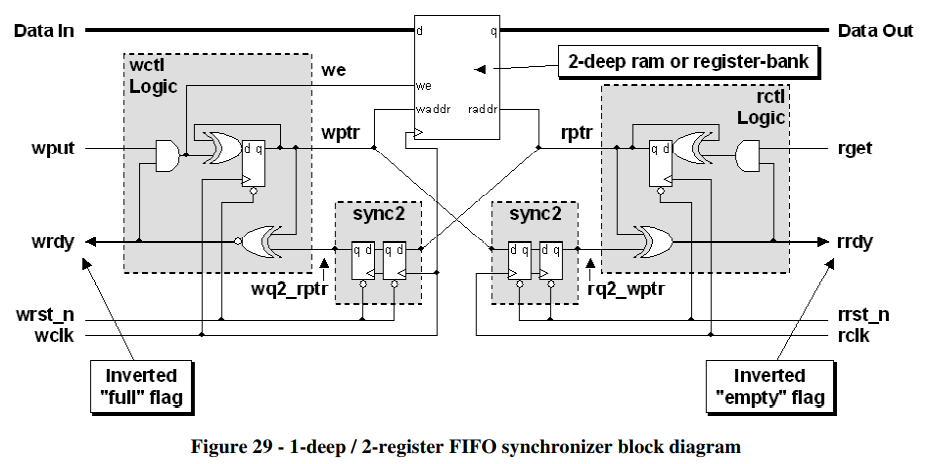 Data In
d
q
Data Out
2-deep ram or register-bank
wctl
Logic
we
we
waddr
raddr
rctl
Logic
wput
d q
wptr
rptr
q d
rget
sync2
sync2
wrdy
q d
q d
d q
d q
rrdy
wq2_rptr
rq2_wptr
wrst_n
rrst_n
wclk
rclk
Inverted
"full" flag
Inverted
"empty" flag
Figure 29 - 1-deep / 2-register FIFO synchronizer block diagram